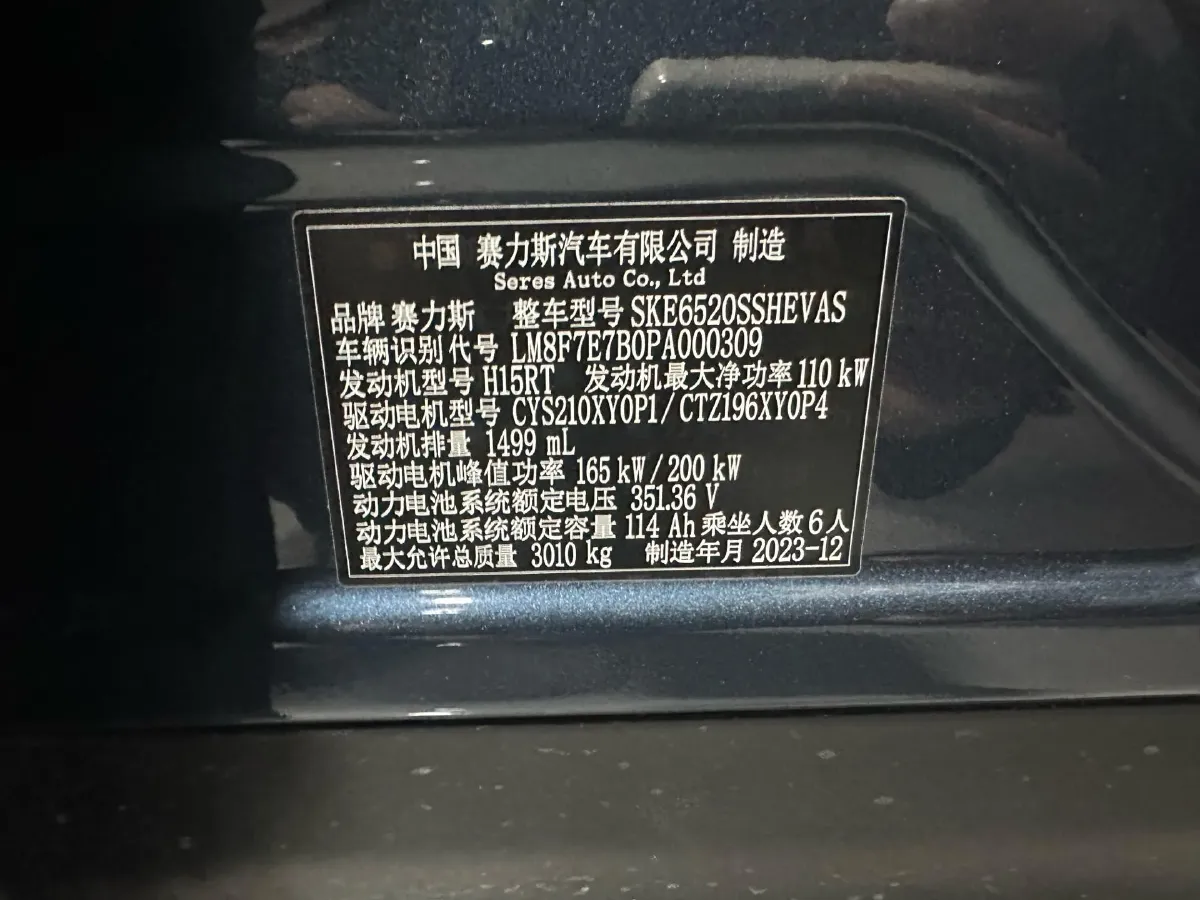 中国 赛力斯汽车有限公司 制造
Seres Auto Co., Ltd
品牌 赛力斯 整车型号 SKE6520SSHEVAS
车辆识别代号 LM8F7E7B0PA000309
发动机型号 H15RT 发动机最大净功率 110 kW
驱动电机型号 CYS210XY0P1/CTZ196XY0P4
发动机排量 1499 mL
驱动电机峰值功率 165 kW/200 kW
动力电池系统额定电压 351.36 V
动力电池系统额定容量 114 Ah 乘坐人数 6人
最大允许总质量 3010 kg 制造年月 2023-12